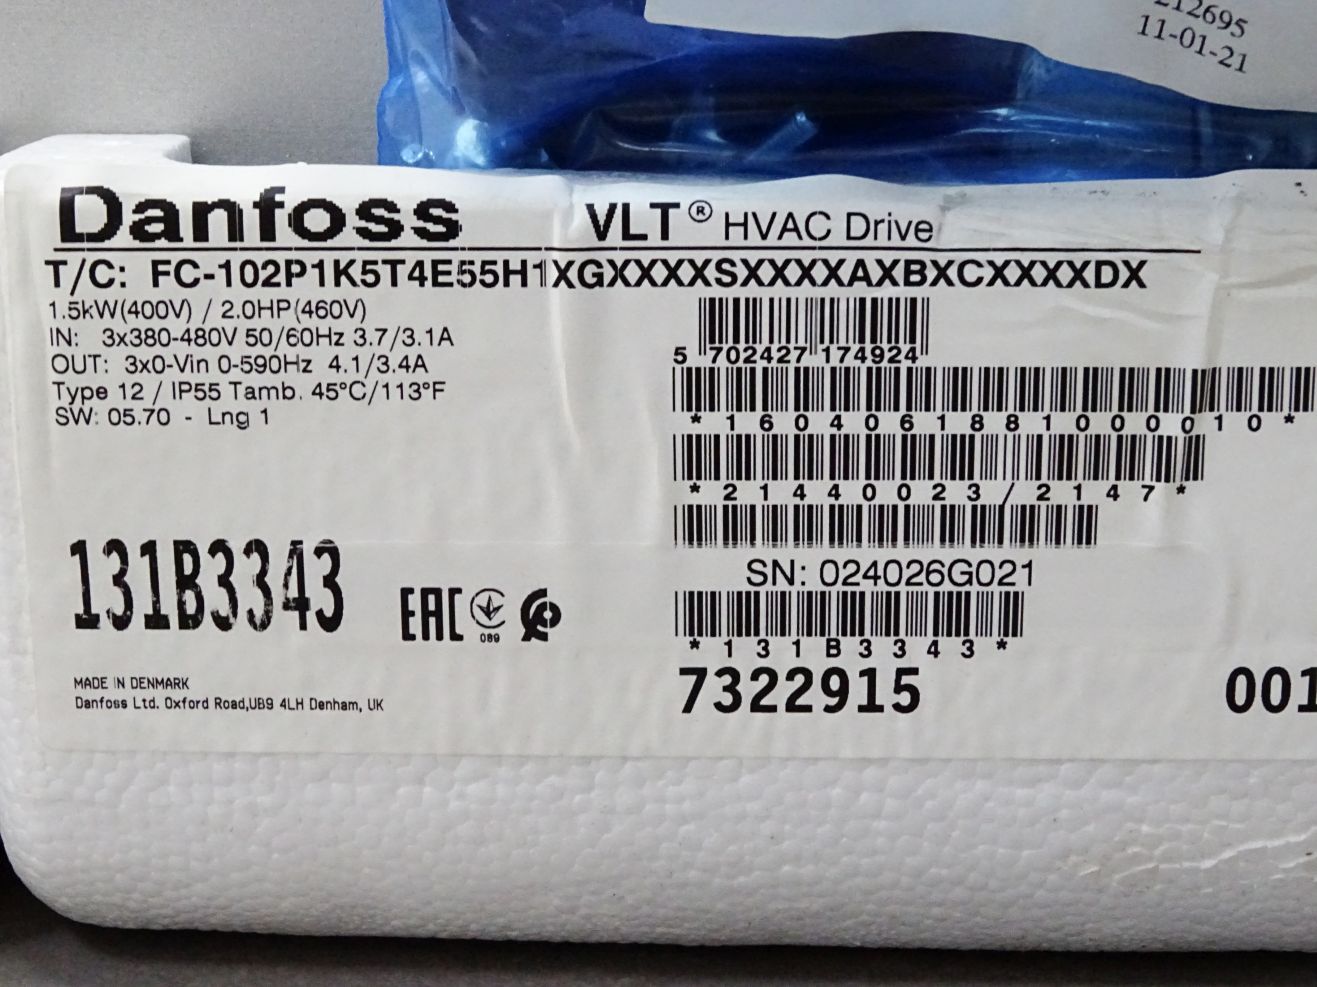 212695
11-01-21
Danfoss VLT® HVAC Drive
T/C: FC-102P1K5T4E55H1XGXXXXSXXXXAXBXCXXXXDX
1.5kW(400V) / 2.0HP(460V)
IN: 3x380-480V 50/60Hz 3.7/3.1A
OUT: 3x0-Vin 0-590Hz 4.1/3.4A
Type 12 / IP55 Tamb. 45°C/113°F
SW: 05.70 - Lng 1
5 702427 174924
*1604061881000010*
*21440023/2147*
SN: 024026G021
131B3343
EAC
089
*131B3343*
7322915 001
MADE IN DENMARK
Danfoss Ltd. Oxford Road,UB9 4LH Denham, UK